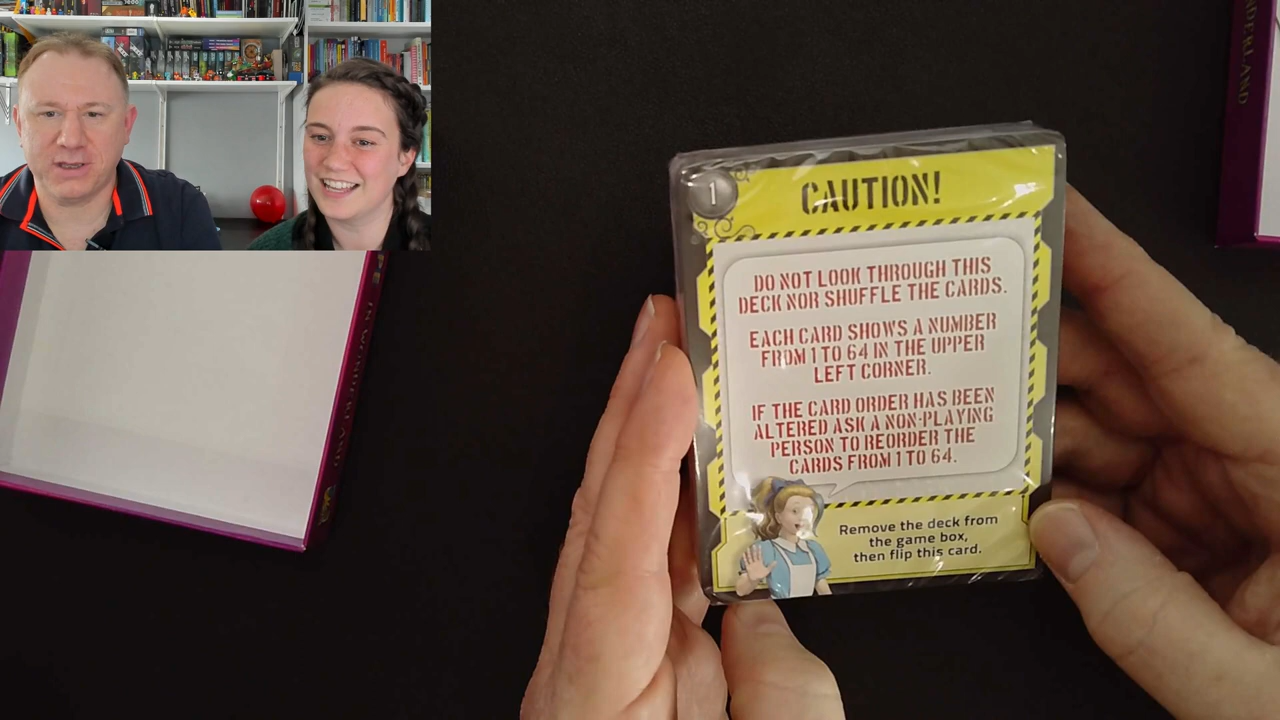 1
CAUTION!
DO NOT LOOK THROUGH THIS
DECK NOR SHUFFLE THE CARDS.
EACH CARD SHOWS A NUMBER
FROM 1 TO 64 IN THE UPPER
LEFT CORNER.
IF THE CARD ORDER HAS BEEN
ALTERED ASK A NON-PLAYING
PERSON TO REORDER THE
CARDS FROM 1 TO 64.
Remove the deck from
the game box,
then flip this card.
IN WONDERLAND